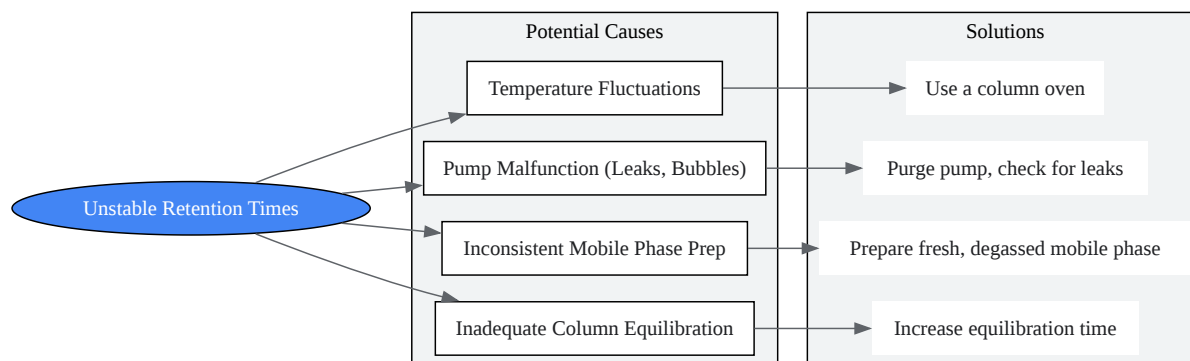 Potential Causes
Solutions
Temperature Fluctuations
Use a column oven
Pump Malfunction (Leaks, Bubbles)
Purge pump, check for leaks
Unstable Retention Times
Inconsistent Mobile Phase Prep
Prepare fresh, degassed mobile phase
Inadequate Column Equilibration
Increase equilibration time